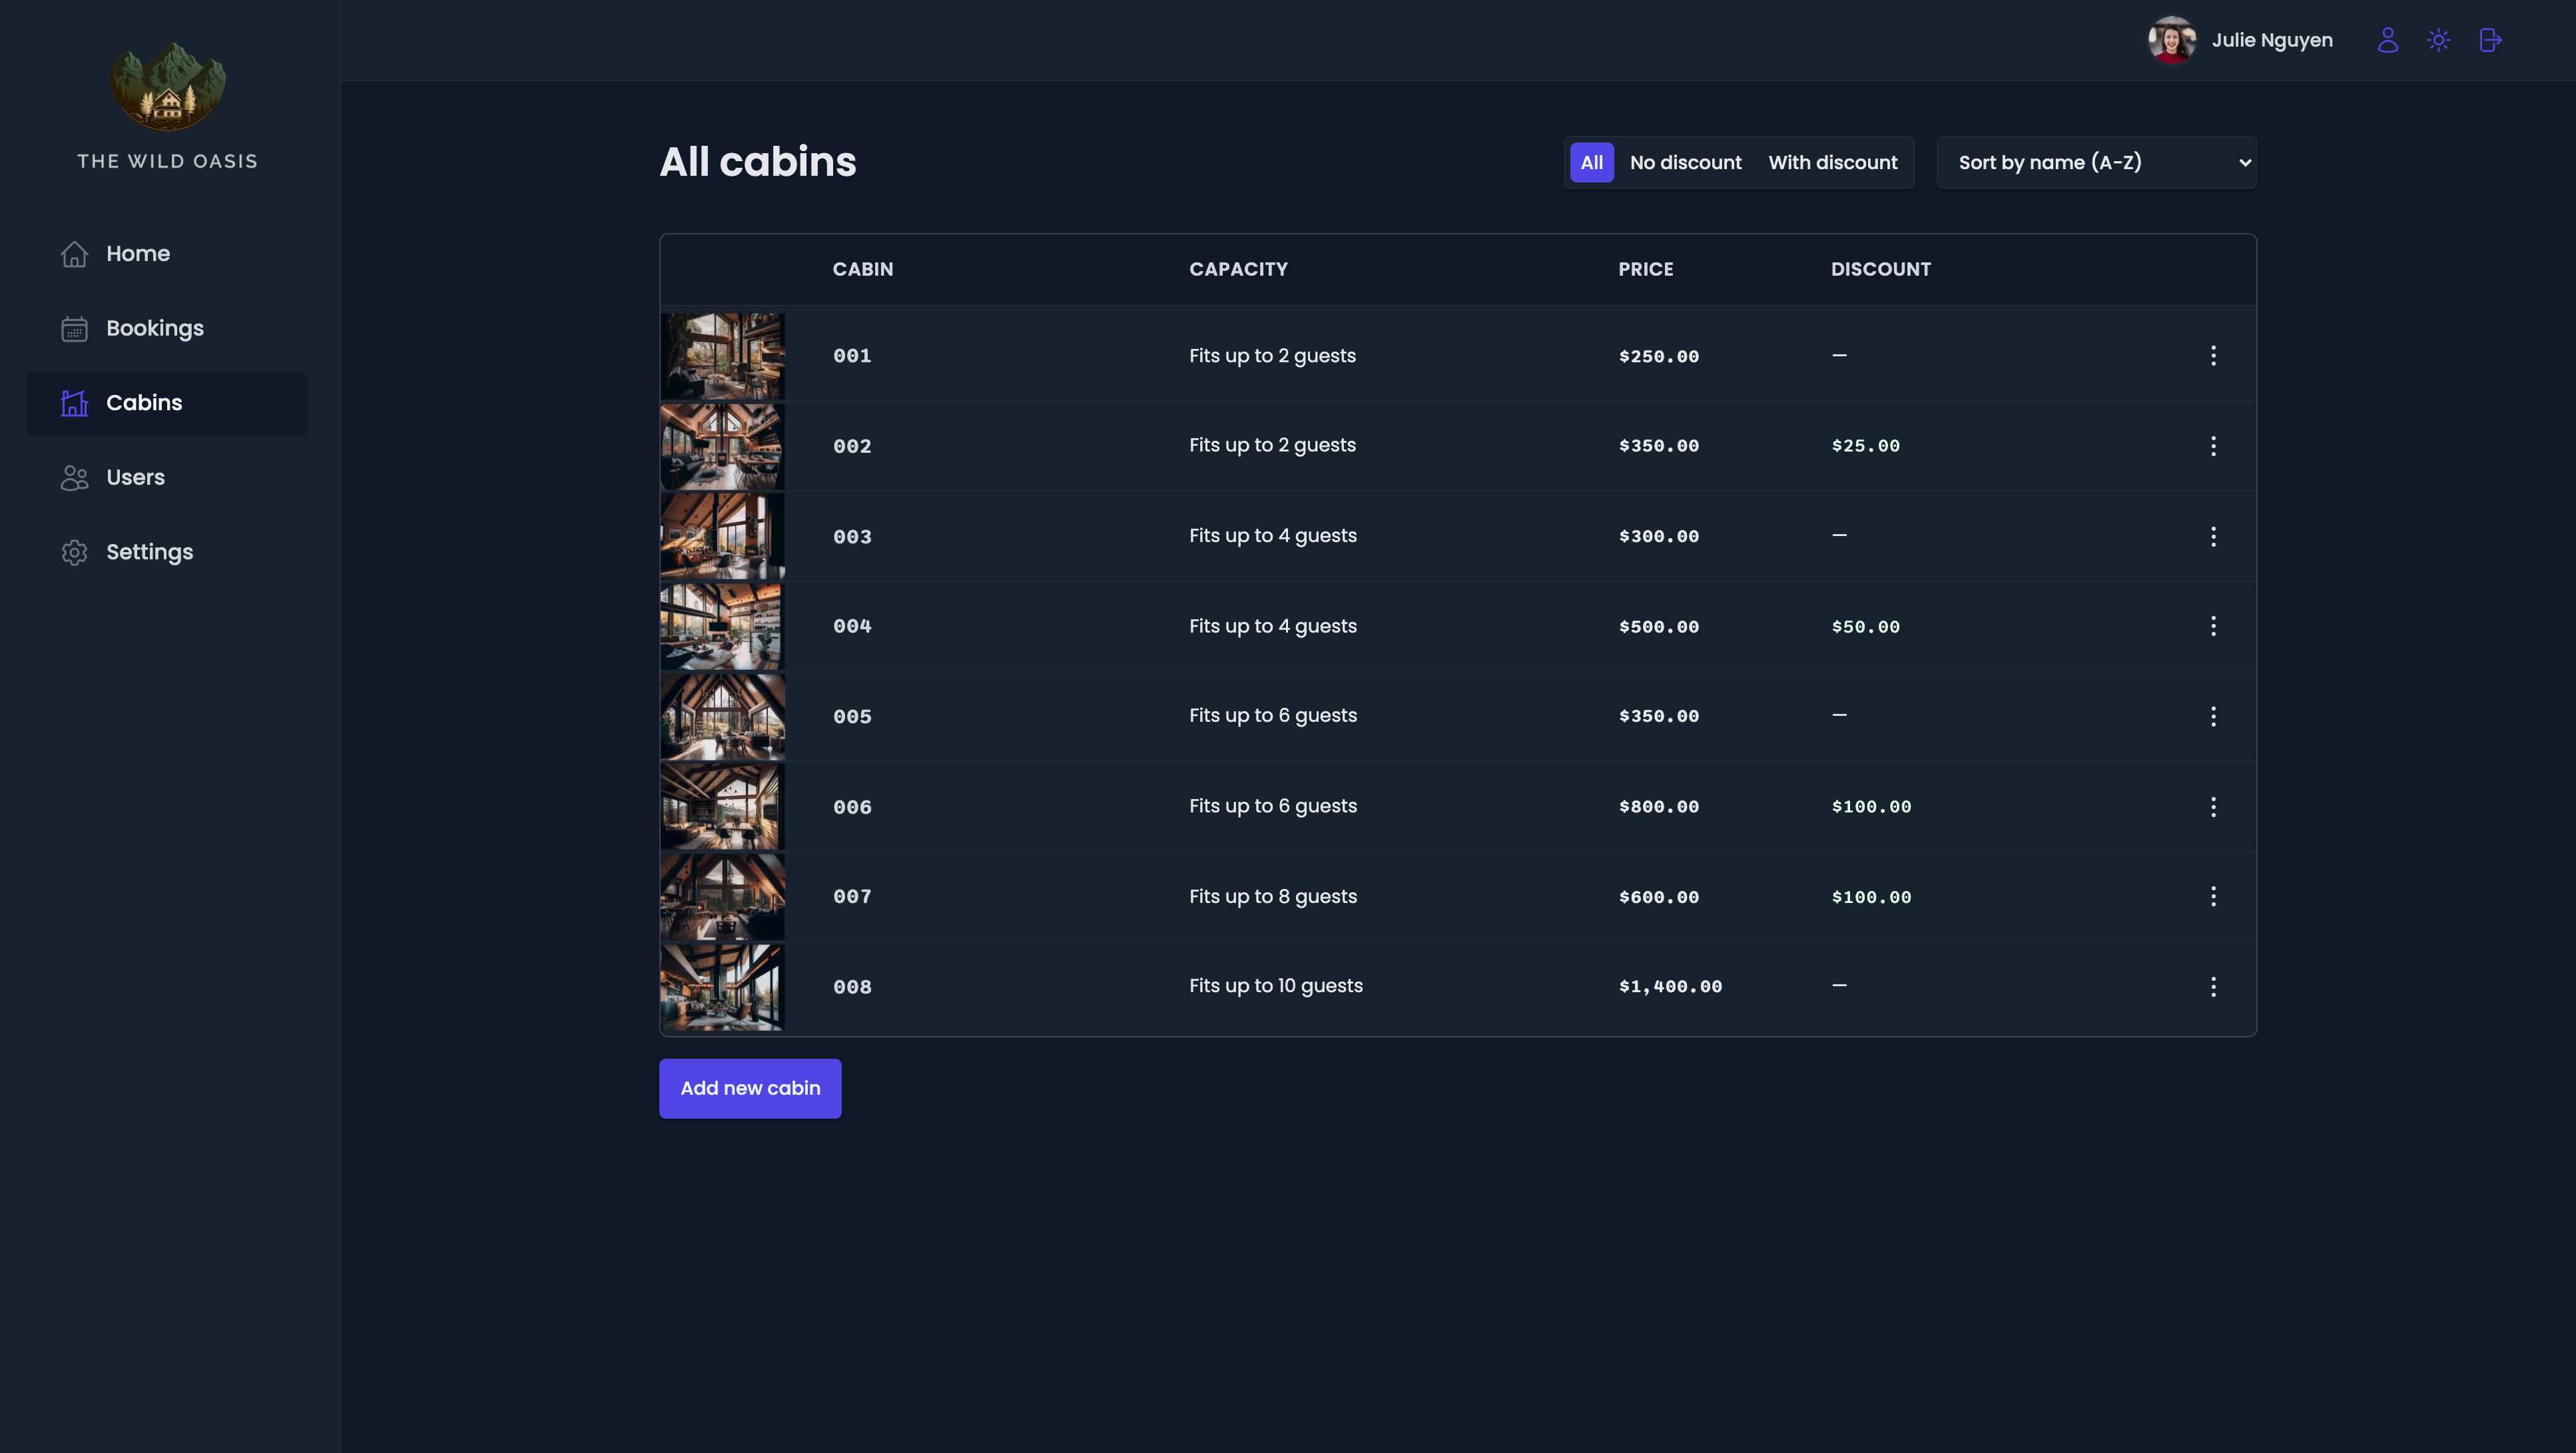 THE WILD OASIS
Home
Bookings
Cabins
Users
Settings
Julie Nguyen
All cabins
All No discount With discount Sort by name (A-Z)
CABIN CAPACITY PRICE DISCOUNT
001 Fits up to 2 guests $250.00 —
002 Fits up to 2 guests $350.00 $25.00
003 Fits up to 4 guests $300.00 —
004 Fits up to 4 guests $500.00 $50.00
005 Fits up to 6 guests $350.00 —
006 Fits up to 6 guests $800.00 $100.00
007 Fits up to 8 guests $600.00 $100.00
008 Fits up to 10 guests $1,400.00 —
Add new cabin